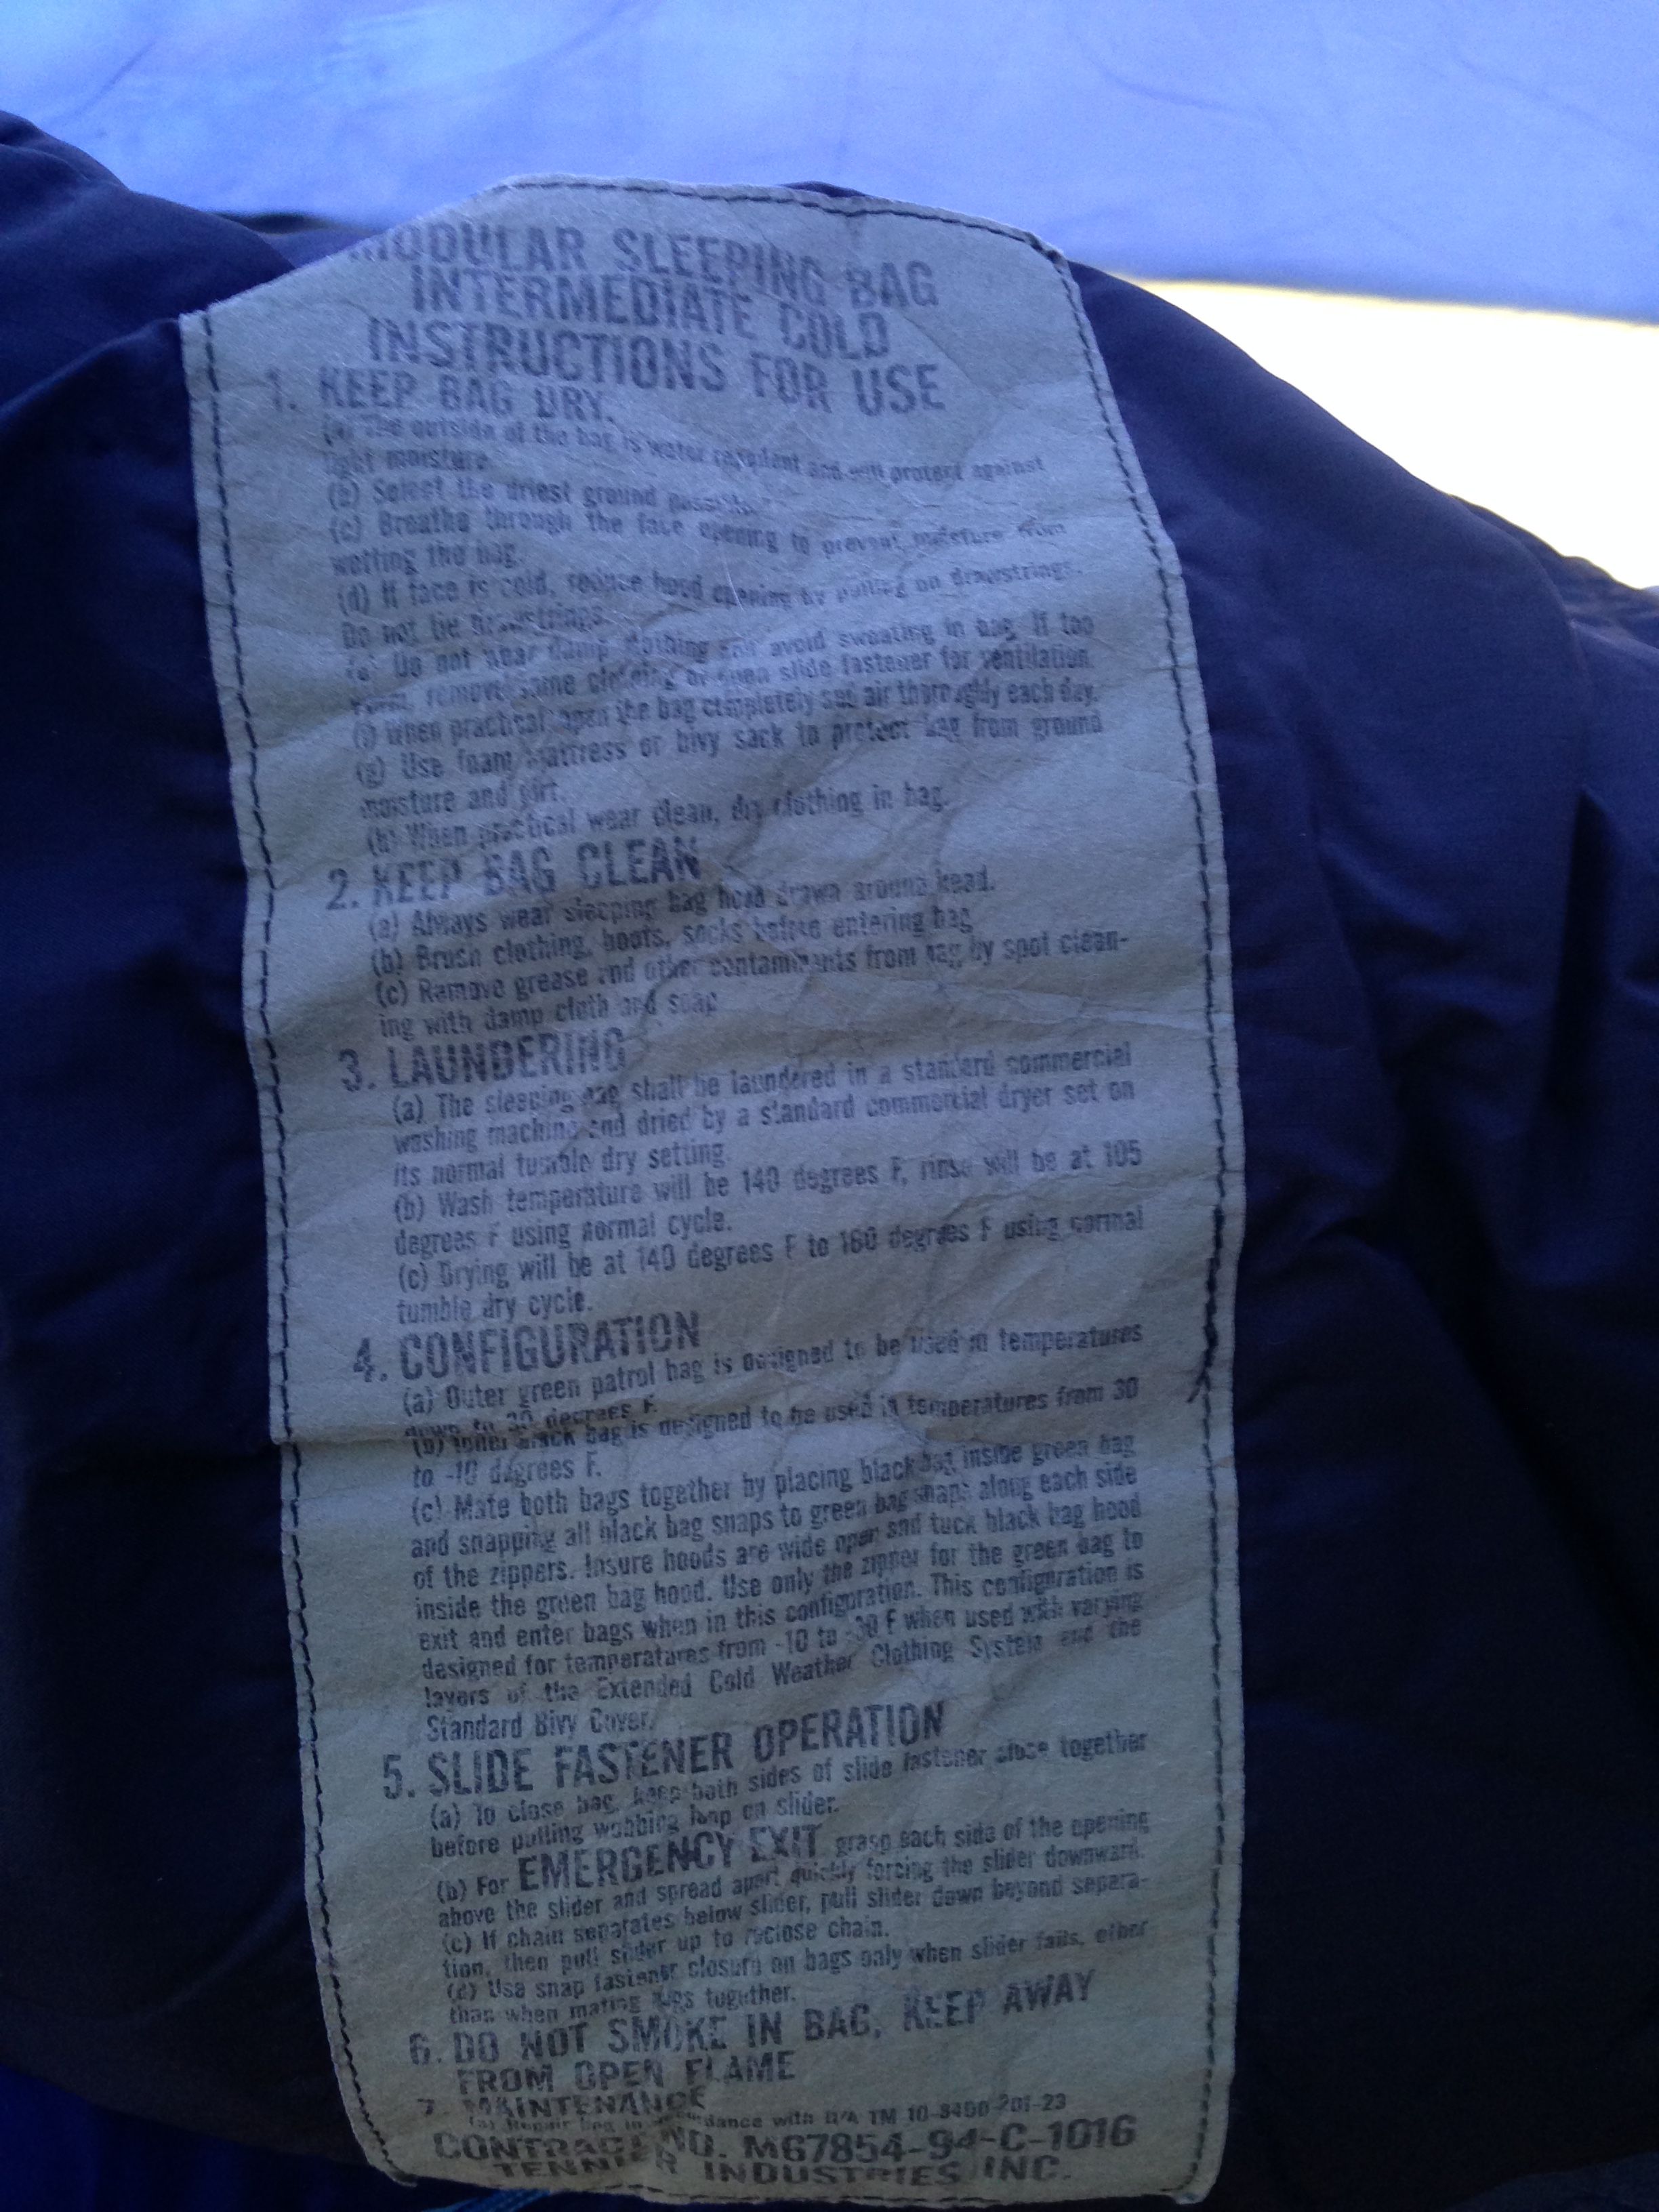 MODULAR SLEEPING BAG
INTERMEDIATE COLD
INSTRUCTIONS FOR USE
1. KEEP BAG DRY.
(a) The outside of the bag is water repellent and will protect against
light moisture.
(b) Select the driest ground possible.
(c) Breathe through the face opening to prevent moisture from
wetting the bag.
(d) If face is cold, reduce hood opening by pulling on drawstrings.
Do not tie drawstrings.
(e) Do not wear damp clothing and avoid sweating in bag. If too
warm, remove some clothing or open slide fastener for ventilation.
(f) When practical open the bag completely and air thoroughly each day.
(g) Use foam mattress or bivy sack to protect bag from ground
moisture and dirt.
(h) When practical wear clean, dry clothing in bag.
2. KEEP BAG CLEAN
(a) Always wear sleeping bag hood drawn around head.
(b) Brush clothing, boots, socks before entering bag
(c) Remove grease and other contaminants from bag by spot clean-
ing with damp cloth and soap
3. LAUNDERING
(a) The sleeping bag shall be laundered in a standard commercial
washing machine and dried by a standard commercial dryer set on
its normal tumble dry setting.
(b) Wash temperature will be 140 degrees F, rinse will be at 105
degrees F using normal cycle.
(c) Drying will be at 140 degrees F to 160 degrees F using normal
tumble dry cycle.
4. CONFIGURATION
(a) Outer green patrol bag is designed to be used in temperatures
down to 30 degrees F.
(b) Inner black bag is designed to be used in temperatures from 30
to -10 degrees F.
(c) Mate both bags together by placing black bag inside green bag
and snapping all black bag snaps to green bag snaps along each side
of the zippers. Insure hoods are wide open and tuck black bag hood
inside the green bag hood. Use only the zipper for the green bag to
exit and enter bags when in this configuration. This configuration is
designed for temperatures from -10 to -30 F when used with varying
layers of the Extended Cold Weather Clothing System and the
Standard Bivy Cover.
5. SLIDE FASTENER OPERATION
(a) To close bag, keep both sides of slide fastener close together
before pulling webbing loop on slider.
(b) For EMERGENCY EXIT grasp each side of the opening
above the slider and spread apart quickly forcing the slider downward.
(c) If chain separates below slider, pull slider down beyond separa-
tion, then pull slider up to reclose chain.
(d) Use snap fastener closure on bags only when slider fails, other
than when mating bags together.
6. DO NOT SMOKE IN BAG, KEEP AWAY
FROM OPEN FLAME
7. MAINTENANCE
(a) Repair bag in accordance with D/A TM 10-8400-201-23
CONTRACT NO. M67854-94-C-1016
TENNIER INDUSTRIES INC.